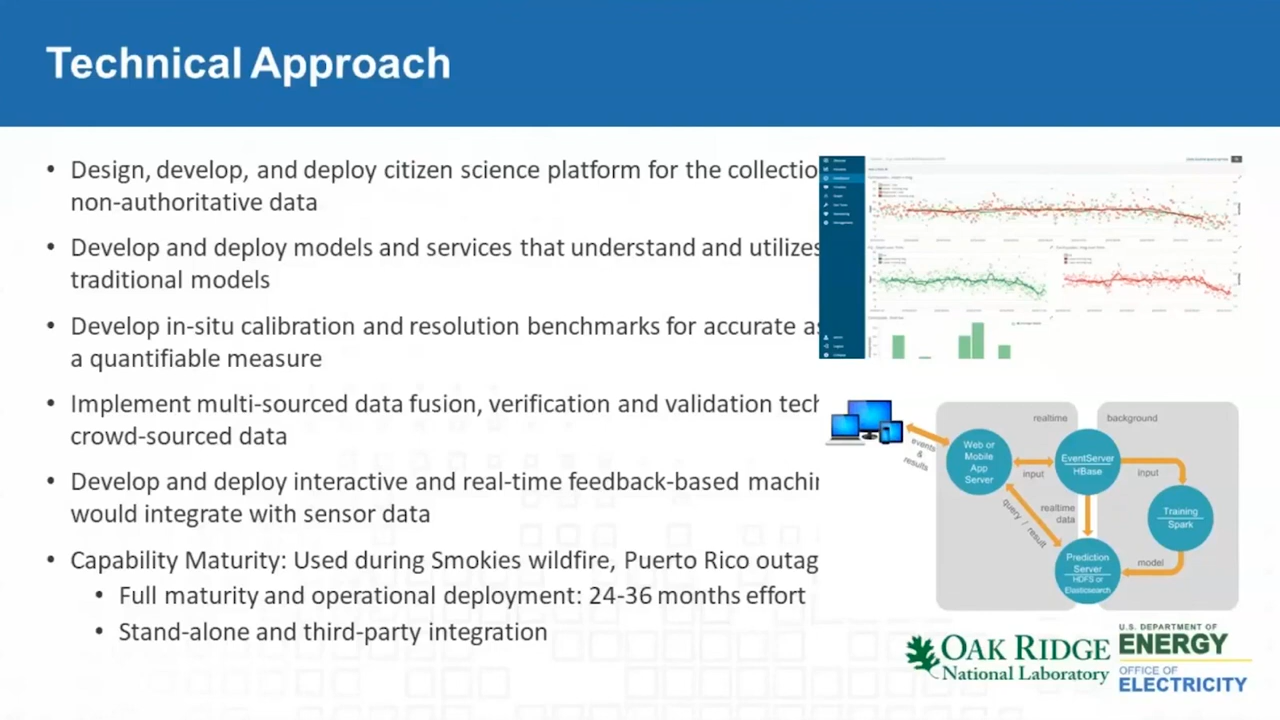 Technical Approach
• Design, develop, and deploy citizen science platform for the collectio
non-authoritative data
• Develop and deploy models and services that understand and utilizes
traditional models
• Develop in-situ calibration and resolution benchmarks for accurate as
a quantifiable measure
• Implement multi-sourced data fusion, verification and validation tech
crowd-sourced data
• Develop and deploy interactive and real-time feedback-based machin
would integrate with sensor data
• Capability Maturity: Used during Smokies wildfire, Puerto Rico outag
• Full maturity and operational deployment: 24-36 months effort
• Stand-alone and third-party integration
realtime
background
events
&
results
Web or
Mobile
App
Server
input
EventServer
HBase
input
query / result
realtime
data
Training
Spark
Prediction
Server
HDFS or
Elasticsearch
model
OAK RIDGE
National Laboratory
U.S. DEPARTMENT OF
ENERGY
OFFICE OF
ELECTRICITY